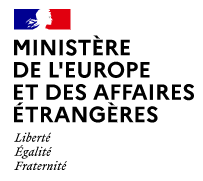 MINISTÈRE
DE L'EUROPE
ET DES AFFAIRES
ÉTRANGÈRES
Liberté
Égalité
Fraternité